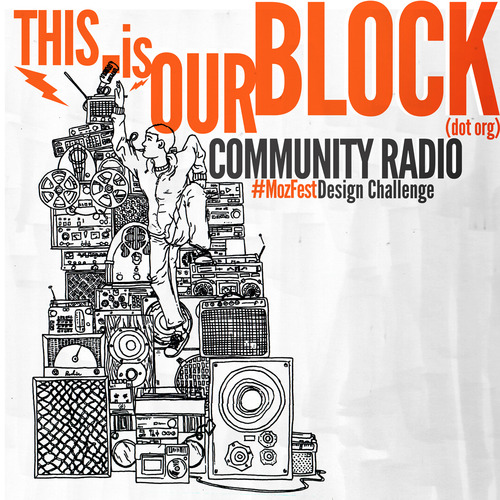 THIS is OUR BLOCK
(dot org)
COMMUNITY RADIO
#MozFest Design Challenge